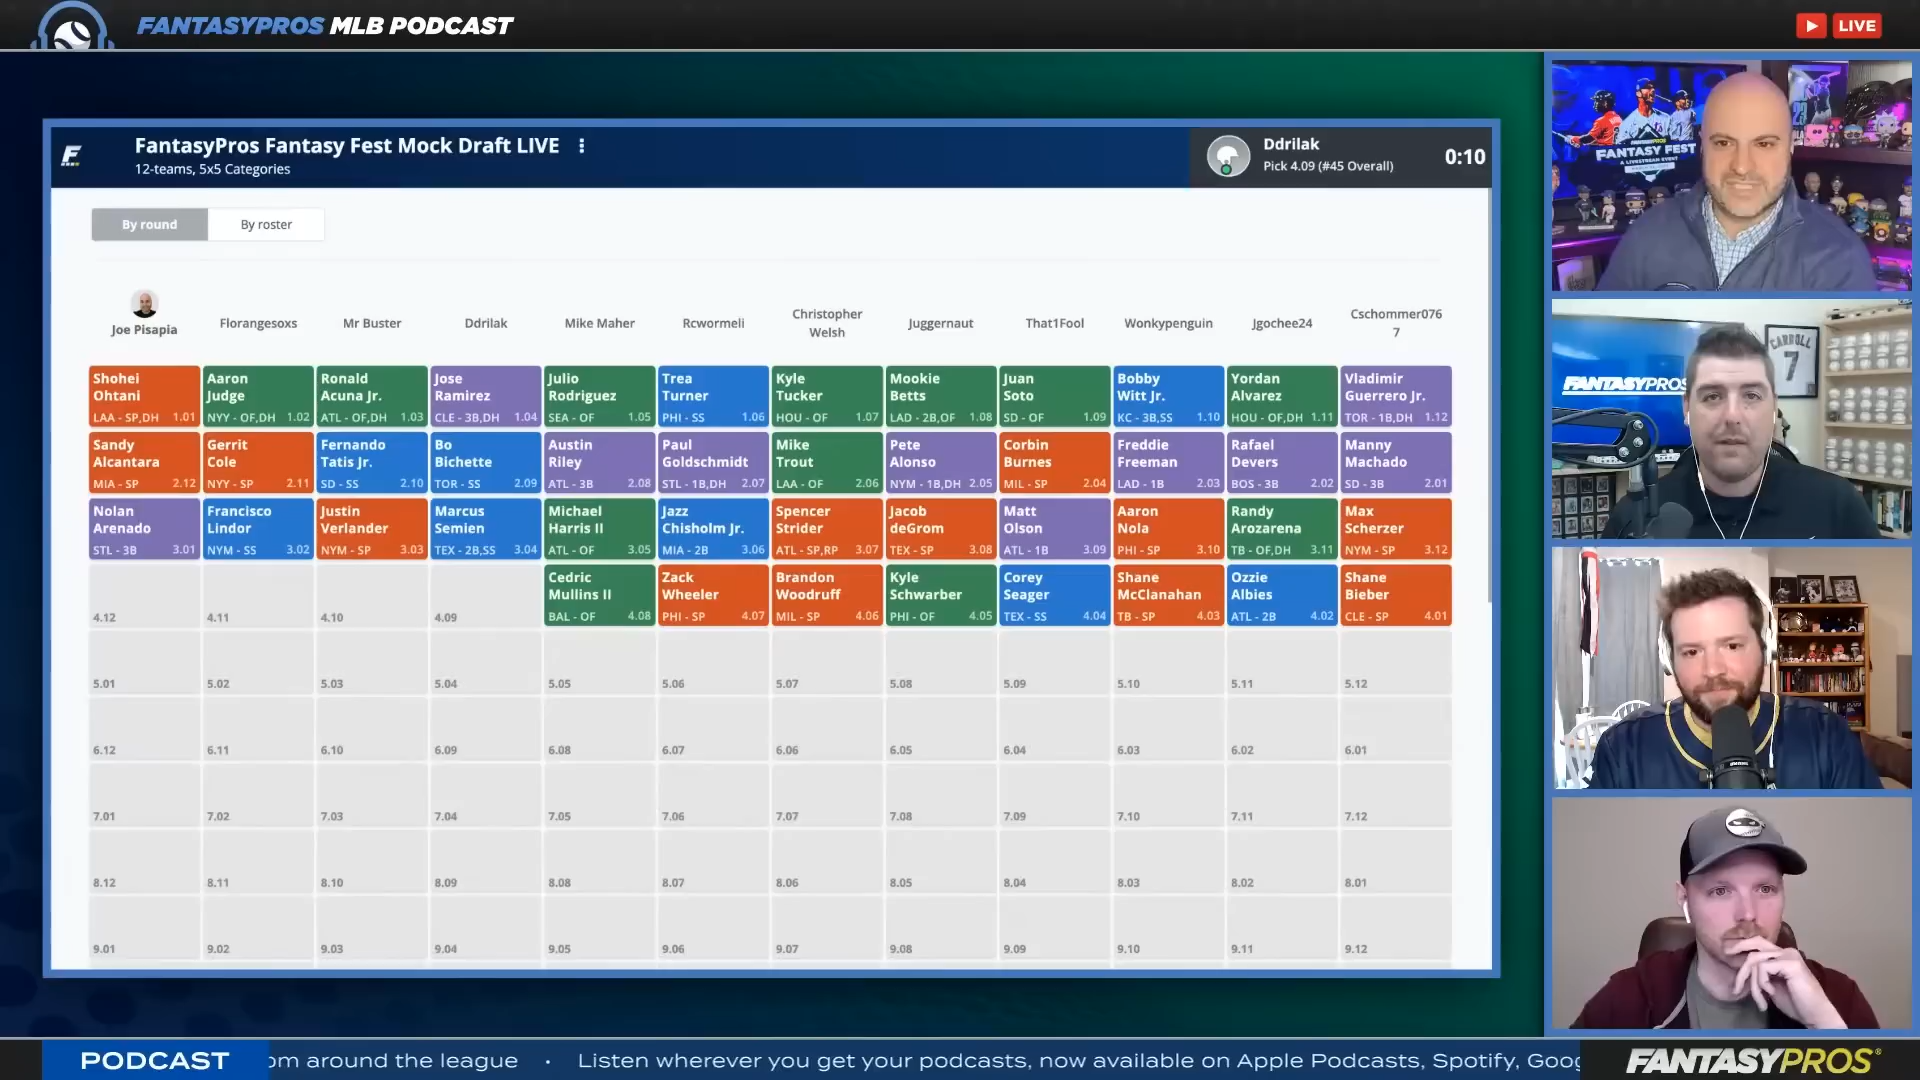 FANTASYPROS MLB PODCAST
LIVE
FantasyPros Fantasy Fest Mock Draft LIVE
12-teams, 5x5 Categories
Ddrilak
Pick 4.09 (#45 Overall)
0:10
By round
By roster
Joe Pisapia
Florangesoxs
Mr Buster
Ddrilak
Mike Maher
Rcwormeli
Christopher
Welsh
Juggernaut
That1Fool
Wonkypenguin
Jgochee24
Cschommer076
7
Shohei
Ohtani
LAA - SP,DH 1.01
Aaron
Judge
NYY - OF,DH 1.02
Ronald
Acuna Jr.
ATL - OF,DH 1.03
Jose
Ramirez
CLE - 3B,DH 1.04
Julio
Rodriguez
SEA - OF 1.05
Trea
Turner
PHI - SS 1.06
Kyle
Tucker
HOU - OF 1.07
Mookie
Betts
LAD - 2B,OF 1.08
Juan
Soto
SD - OF 1.09
Bobby
Witt Jr.
KC - 3B,SS 1.10
Yordan
Alvarez
HOU - OF,DH 1.11
Vladimir
Guerrero Jr.
TOR - 1B,DH 1.12
Sandy
Alcantara
MIA - SP 2.12
Gerrit
Cole
NYY - SP 2.11
Fernando
Tatis Jr.
SD - SS 2.10
Bo
Bichette
TOR - SS 2.09
Austin
Riley
ATL - 3B 2.08
Paul
Goldschmidt
STL - 1B,DH 2.07
Mike
Trout
LAA - OF 2.06
Pete
Alonso
NYM - 1B,DH 2.05
Corbin
Burnes
MIL - SP 2.04
Freddie
Freeman
LAD - 1B 2.03
Rafael
Devers
BOS - 3B 2.02
Manny
Machado
SD - 3B 2.01
Nolan
Arenado
STL - 3B 3.01
Francisco
Lindor
NYM - SS 3.02
Justin
Verlander
NYM - SP 3.03
Marcus
Semien
TEX - 2B,SS 3.04
Michael
Harris II
ATL - OF 3.05
Jazz
Chisholm Jr.
MIA - 2B 3.06
Spencer
Strider
ATL - SP,RP 3.07
Jacob
deGrom
TEX - SP 3.08
Matt
Olson
ATL - 1B 3.09
Aaron
Nola
PHI - SP 3.10
Randy
Arozarena
TB - OF,DH 3.11
Max
Scherzer
NYM - SP 3.12
4.12 4.11 4.10 4.09
Cedric
Mullins II
BAL - OF 4.08
Zack
Wheeler
PHI - SP 4.07
Brandon
Woodruff
MIL - SP 4.06
Kyle
Schwarber
PHI - OF 4.05
Corey
Seager
TEX - SS 4.04
Shane
McClanahan
TB - SP 4.03
Ozzie
Albies
ATL - 2B 4.02
Shane
Bieber
CLE - SP 4.01
5.01 5.02 5.03 5.04 5.05 5.06 5.07 5.08 5.09 5.10 5.11 5.12
6.12 6.11 6.10 6.09 6.08 6.07 6.06 6.05 6.04 6.03 6.02 6.01
7.01 7.02 7.03 7.04 7.05 7.06 7.07 7.08 7.09 7.10 7.11 7.12
8.12 8.11 8.10 8.09 8.08 8.07 8.06 8.05 8.04 8.03 8.02 8.01
9.01 9.02 9.03 9.04 9.05 9.06 9.07 9.08 9.09 9.10 9.11 9.12
FANTASY FEST
A LIVESTREAM EVENT
FANTASYPROS
CARROLL
7
PODCAST
om around the league • Listen wherever you get your podcasts, now available on Apple Podcasts, Spotify, Goog
FANTASYPROS